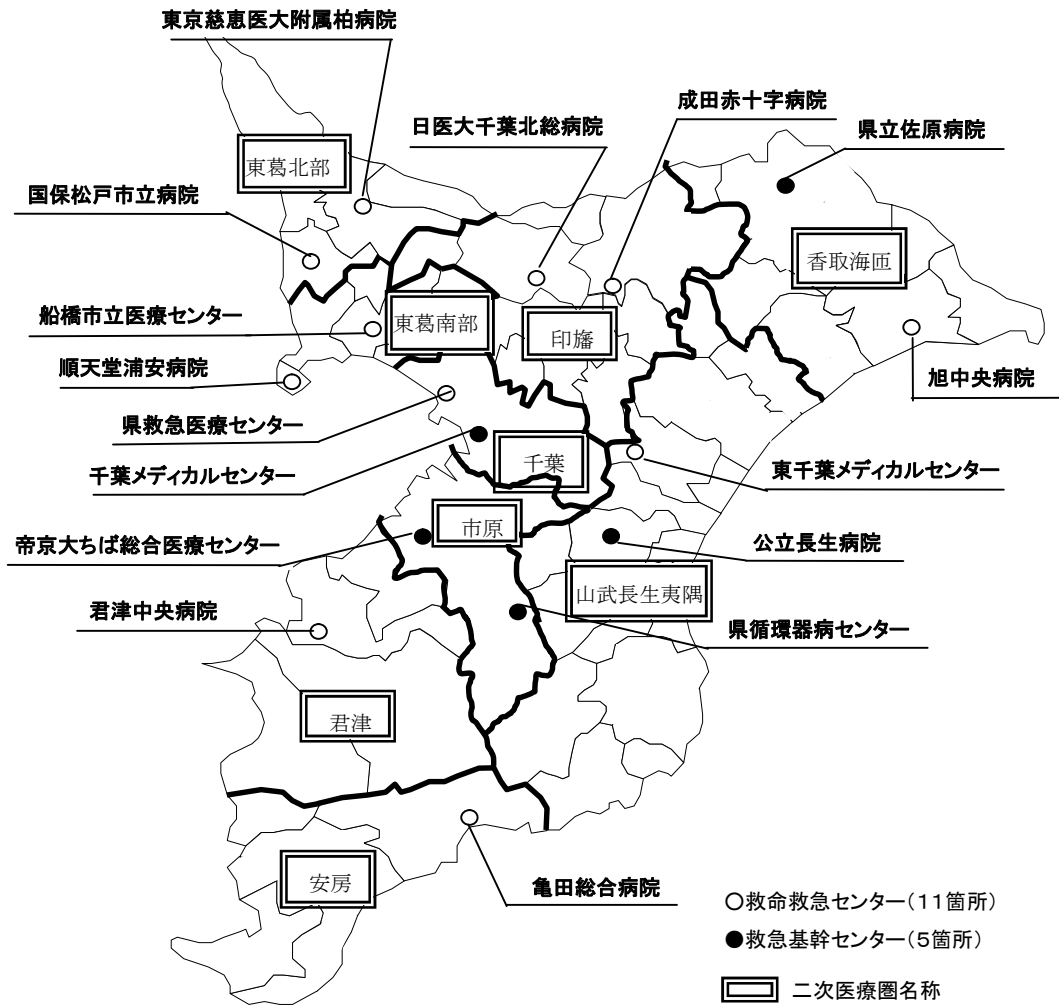 東京慈恵医大附属柏病院
成田赤十字病院
日医大千葉北総病院
県立佐原病院
東葛北部
国保松戸市立病院
香取海匝
船橋市立医療センター
東葛南部
印旛
順天堂浦安病院
旭中央病院
県救急医療センター
千葉
千葉メディカルセンター
東千葉メディカルセンター
市原
帝京大ちば総合医療センター
公立長生病院
山武長生夷隅
君津中央病院
県循環器病センター
君津
安房
亀田総合病院
○救命救急センター(11箇所)
●救急基幹センター(5箇所)
二次医療圏名称